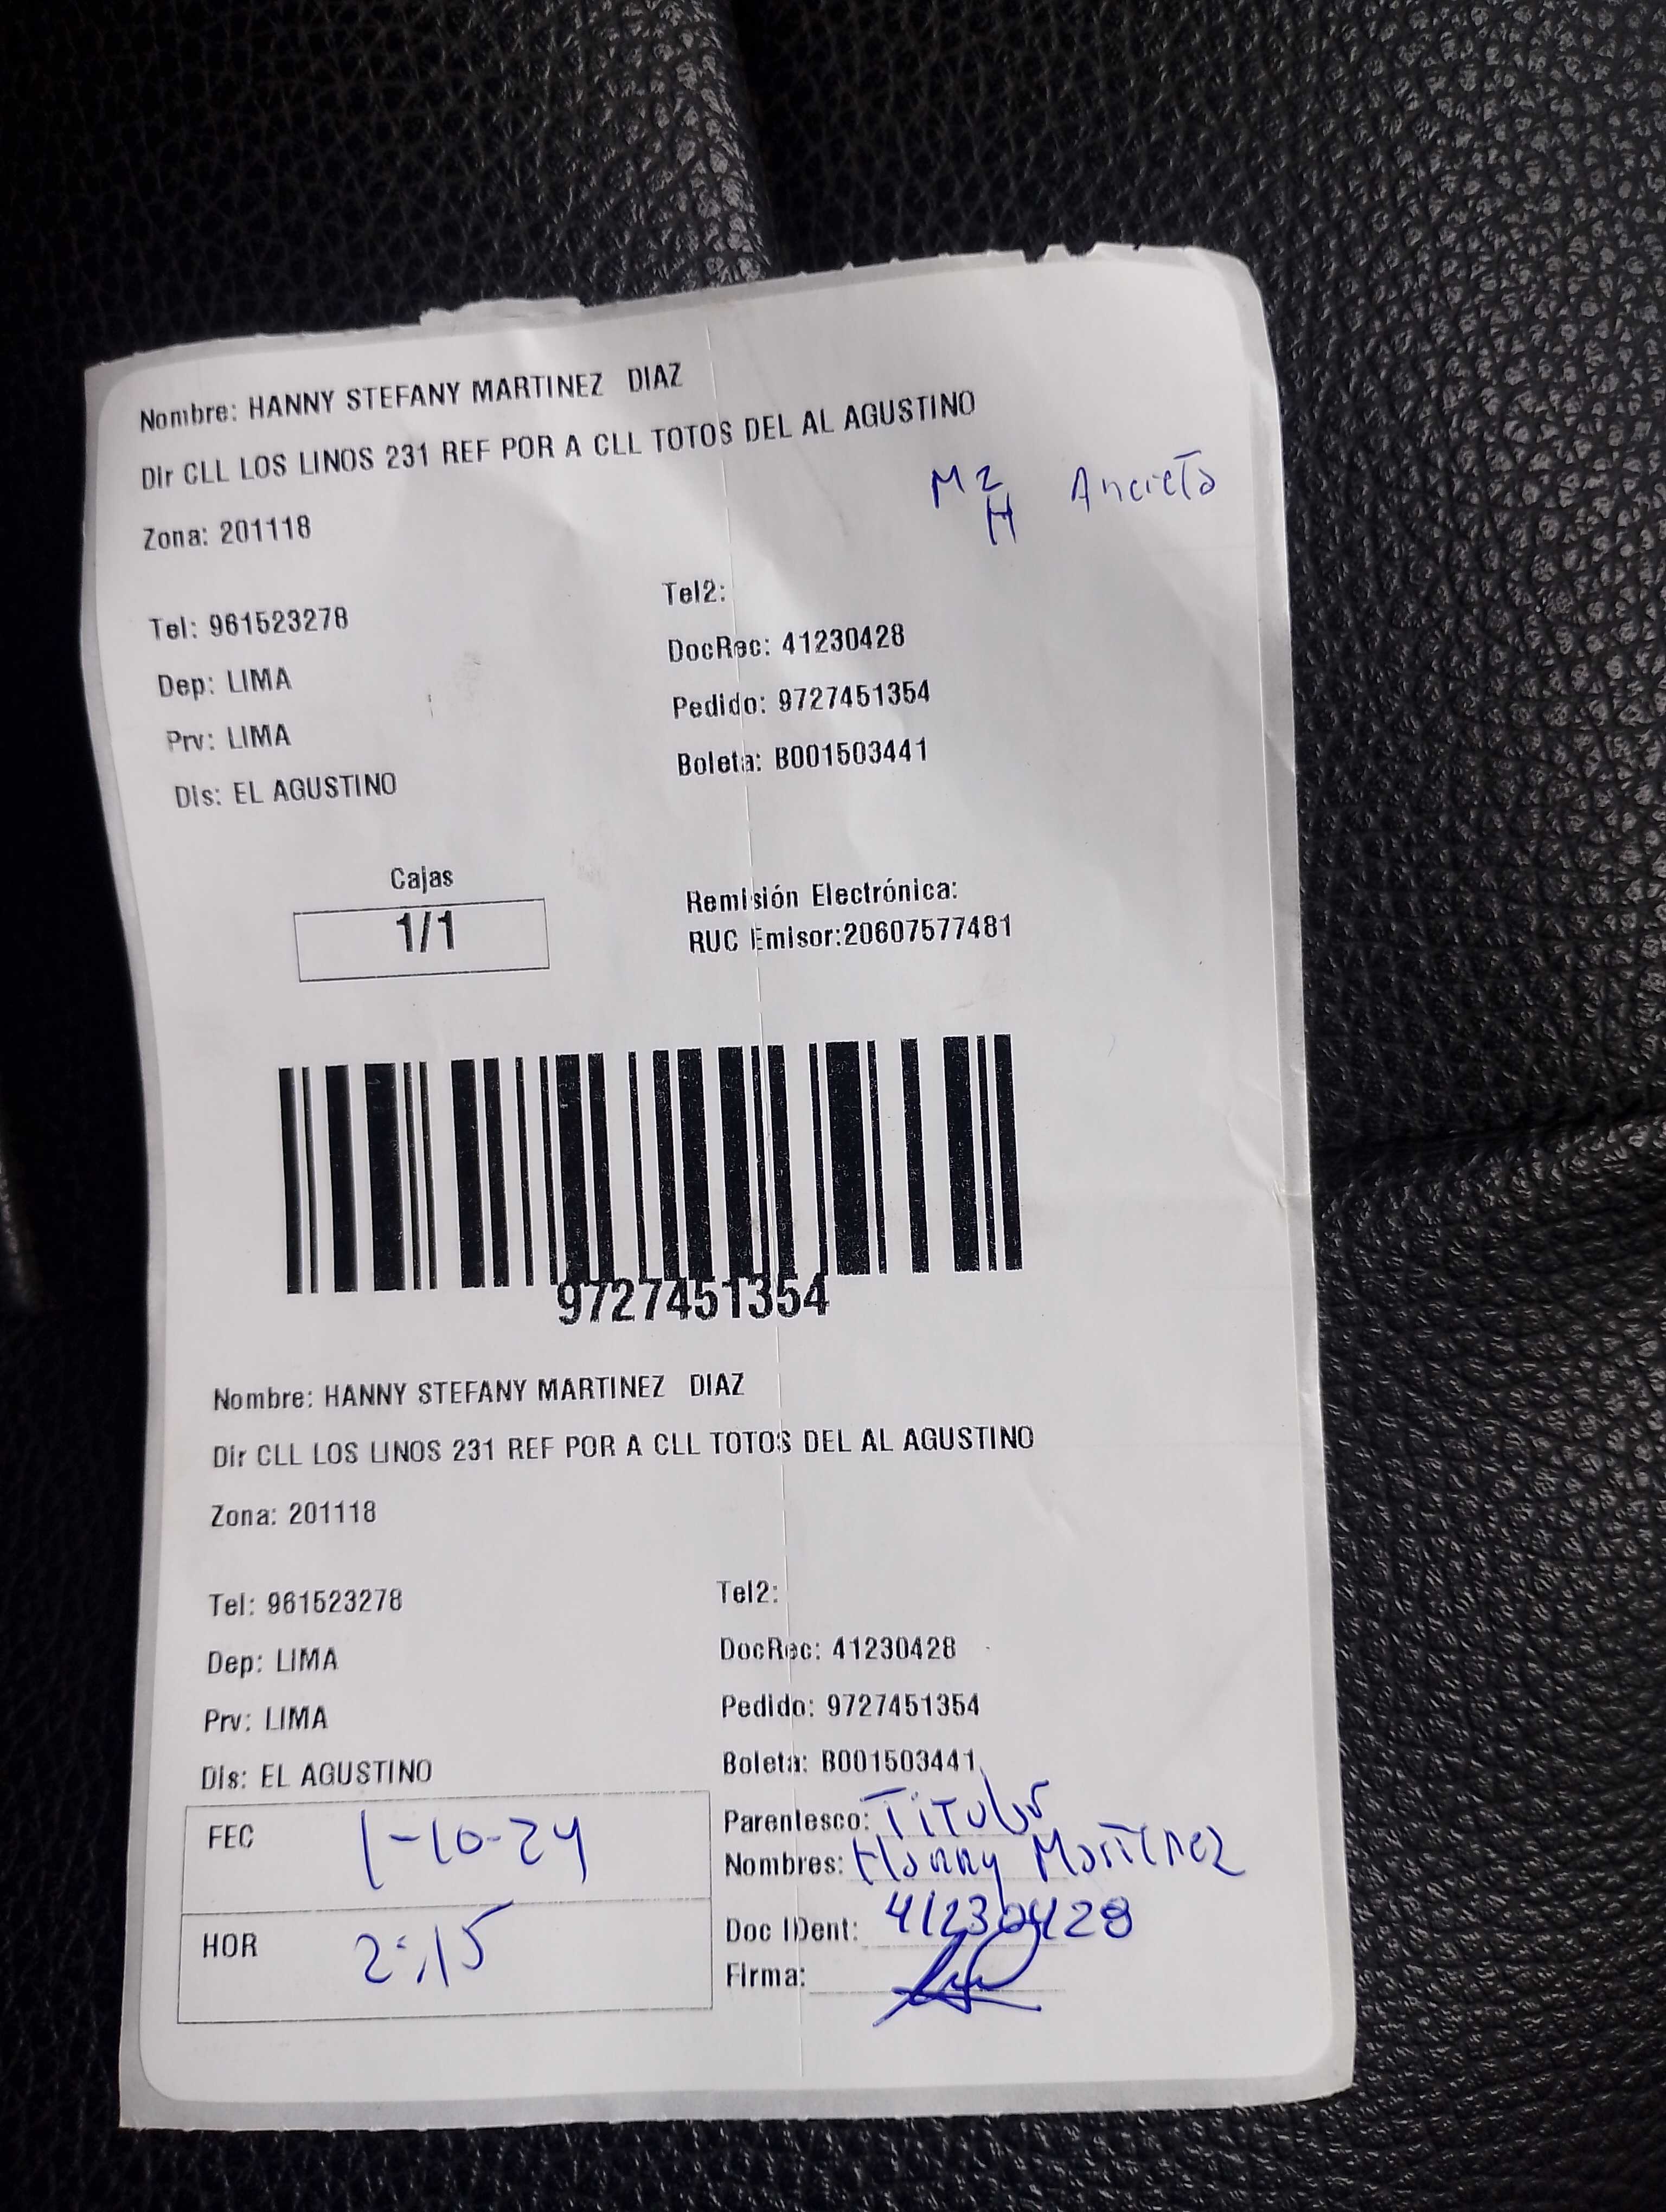 Nombre: HANNY STEFANY MARTINEZ DIAZ
Dir CLL LOS LINOS 231 REF POR A CLL TOTOS DEL AL AGUSTINO
Mz Ancieta
H
Zona: 201118
Tel: 961523278
Tel2:
DocRec: 41230428
Dep: LIMA
Pedido: 9727451354
Prv: LIMA
Boleta: B001503441
Dis: EL AGUSTINO
Cajas
1/1
Remisión Electrónica:
RUC Emisor:20607577481
9727451354
Nombre: HANNY STEFANY MARTINEZ DIAZ
Dir CLL LOS LINOS 231 REF POR A CLL TOTOS DEL AL AGUSTINO
Zona: 201118
Tel: 961523278
Tel2:
Dep: LIMA
DocRec: 41230428
Prv: LIMA
Pedido: 9727451354
Dis: EL AGUSTINO
Boleta: B001503441
FEC 1-10-24
HOR 2:15
Parentesco: Titular
Nombres: Hanny Martinez
Doc IDent: 41230428
Firma: